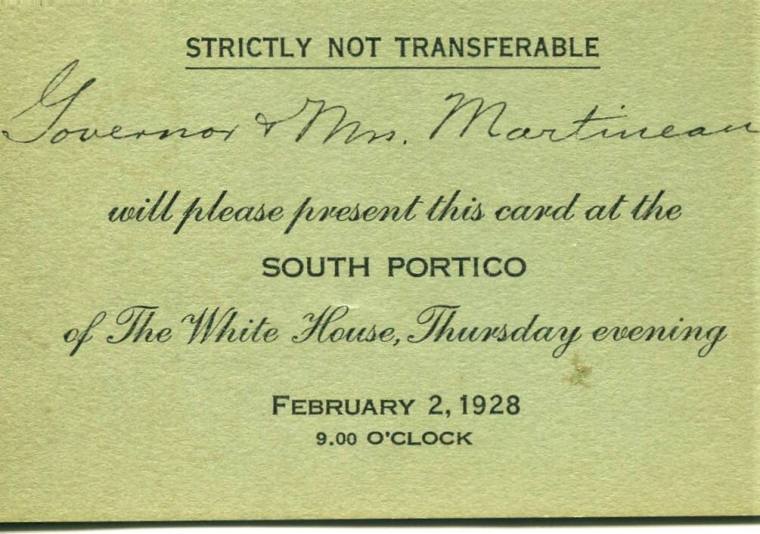 STRICTLY NOT TRANSFERABLE
Governor & Mrs. Martineau
will please present this card at the
SOUTH PORTICO
of The White House, Thursday evening
FEBRUARY 2, 1928
9.00 O'CLOCK